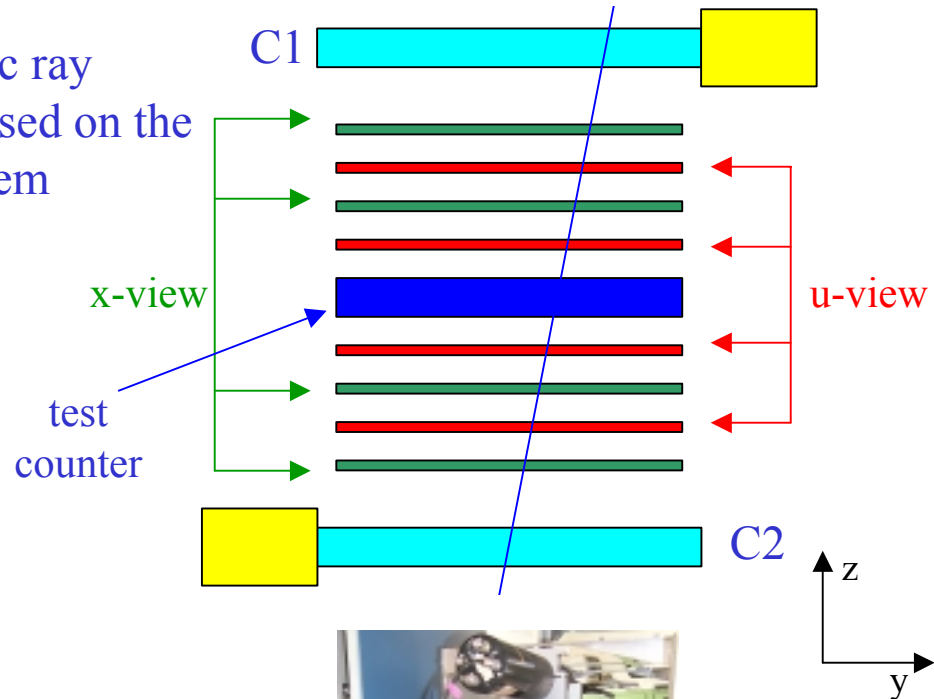 C1
c ray
sed on the
em
x-view
u-view
test
counter
C2
z
y